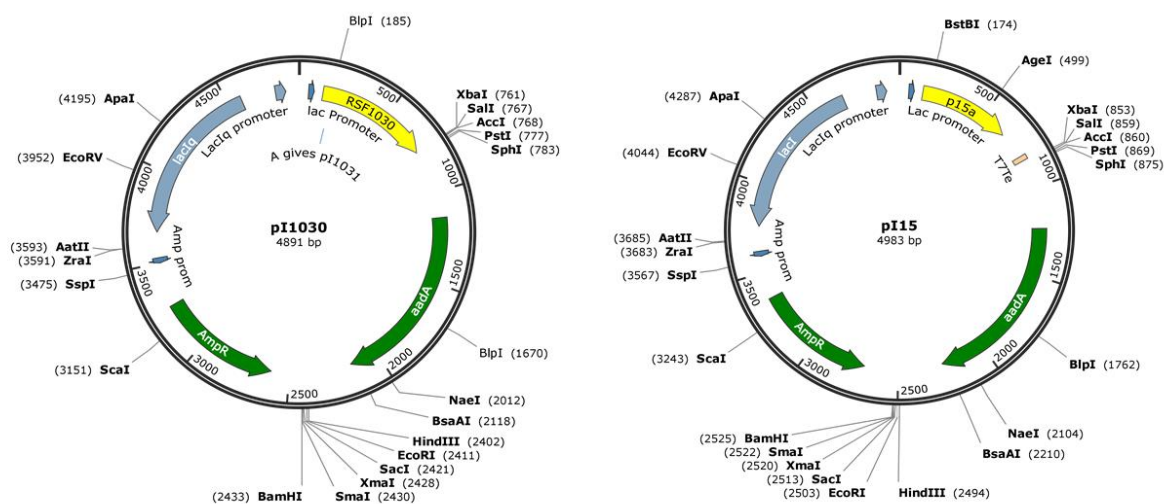 BlpI (185)
XbaI (761)
SalI (767)
AccI (768)
PstI (777)
SphI (783)
BlpI (1670)
NaeI (2012)
BsaAI (2118)
HindIII (2402)
EcoRI (2411)
SacI (2421)
XmaI (2428)
SmaI (2430)
(2433) BamHI
(3151) ScaI
(3475) SspI
(3591) ZraI
(3593) AatII
(3952) EcoRV
(4195) ApaI
500
1000
1500
2000
2500
3000
3500
4000
4500
lac promoter
RSF1030
A gives pI1031
aadA
AmpR
Amp prom
lacIq
LacIq promoter
pI1030
4891 bp
BstBI (174)
AgeI (499)
XbaI (853)
SalI (859)
AccI (860)
PstI (869)
SphI (875)
BlpI (1762)
NaeI (2104)
BsaAI (2210)
HindIII (2494)
(2503) EcoRI
(2513) SacI
(2520) XmaI
(2522) SmaI
(2525) BamHI
(3243) ScaI
(3567) SspI
(3683) ZraI
(3685) AatII
(4044) EcoRV
(4287) ApaI
500
1000
1500
2000
2500
3000
3500
4000
4500
Lac promoter
p15a
T7Te
aadA
AmpR
Amp prom
lacI
LacIq promoter
pI15
4983 bp